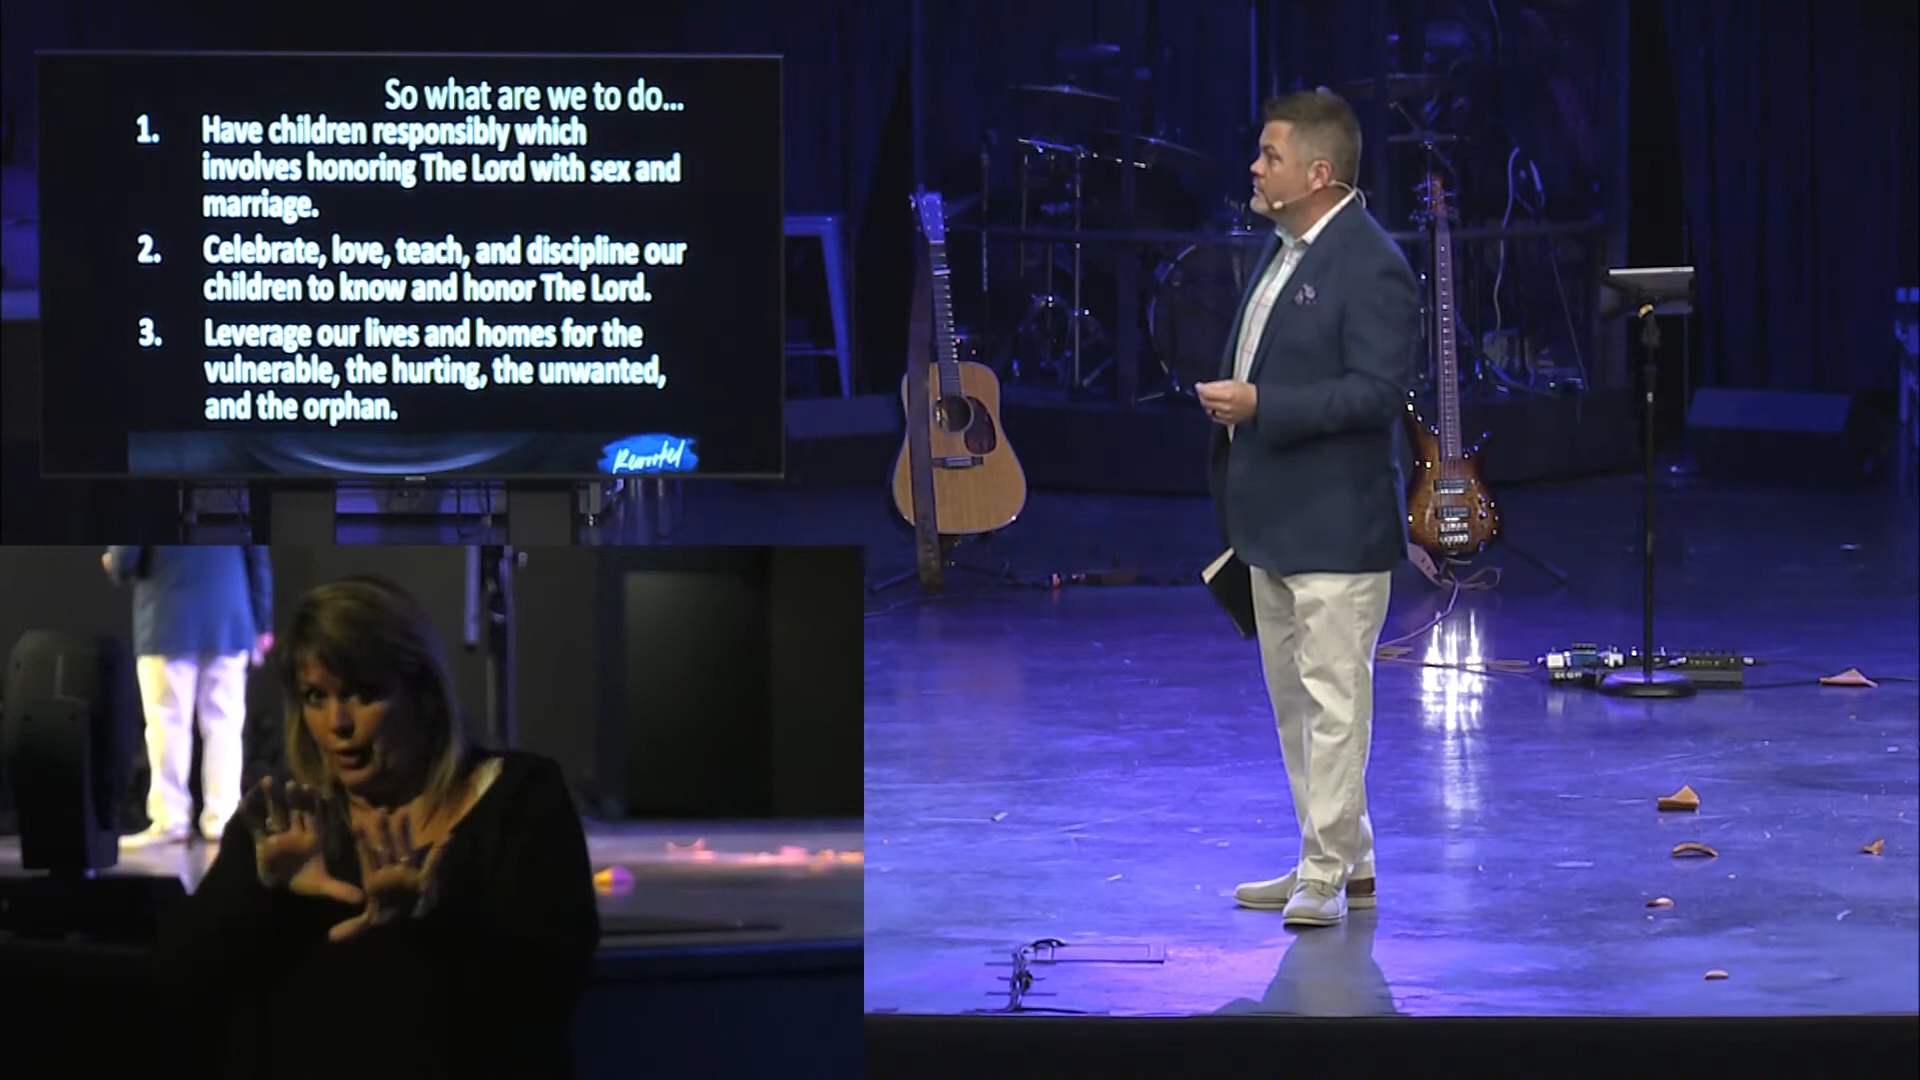 So what are we to do...
1. Have children responsibly which
involves honoring The Lord with sex and
marriage.
2. Celebrate, love, teach, and discipline our
children to know and honor The Lord.
3. Leverage our lives and homes for the
vulnerable, the hurting, the unwanted,
and the orphan.